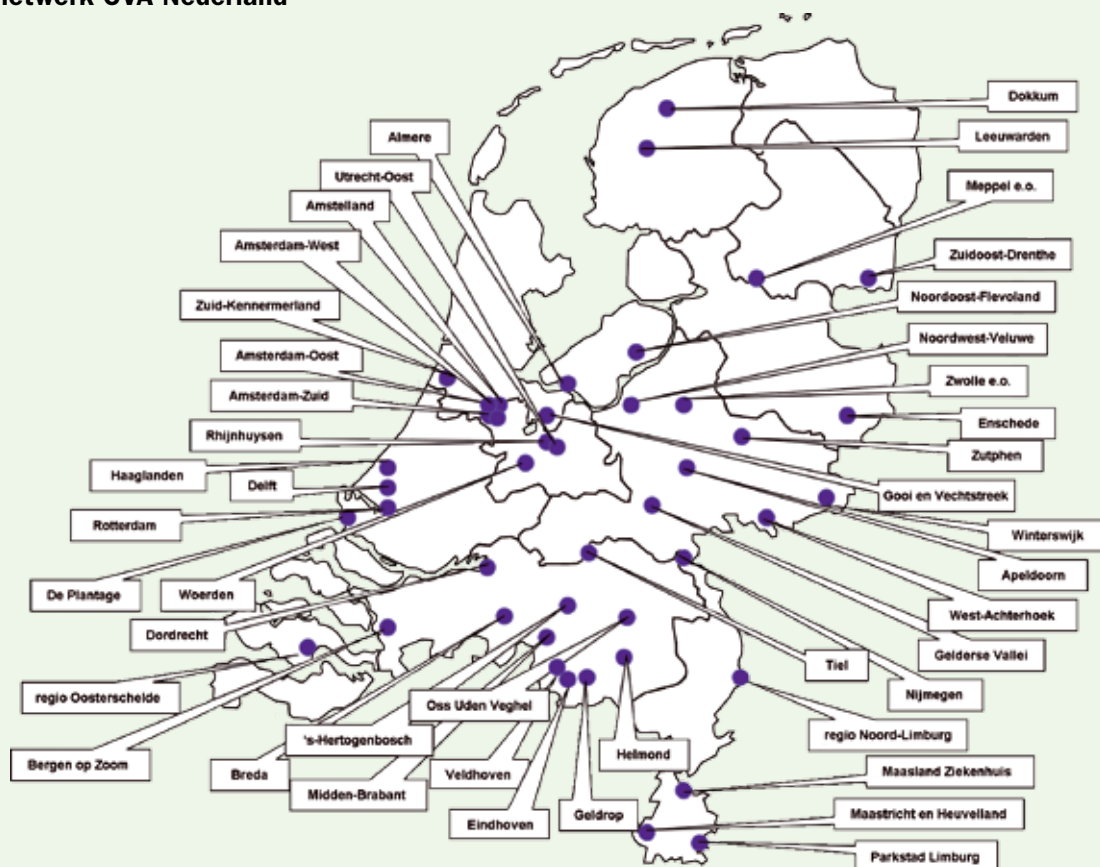 netwerk CVA-Nederland
Dokkum
Almere
Leeuwarden
Utrecht-Oost
Meppel e.o.
Amstelland
Amsterdam-West
Zuidoost-Drenthe
Noordoost-Flevoland
Zuid-Kennermerland
Noordwest-Veluwe
Amsterdam-Oost
Zwolle e.o.
Amsterdam-Zuid
Enschede
Rhijnhuysen
Zutphen
Haaglanden
Delft
Gooi en Vechtstreek
Rotterdam
Winterswijk
Apeldoorn
De Plantage
Woerden
West-Achterhoek
Dordrecht
Gelderse Vallei
Tiel
regio Oosterschelde
Nijmegen
Oss Uden Veghel
regio Noord-Limburg
's-Hertogenbosch
Helmond
Bergen op Zoom
Breda
Veldhoven
Maasland Ziekenhuis
Midden-Brabant
Geldrop
Maastricht en Heuvelland
Eindhoven
Parkstad Limburg